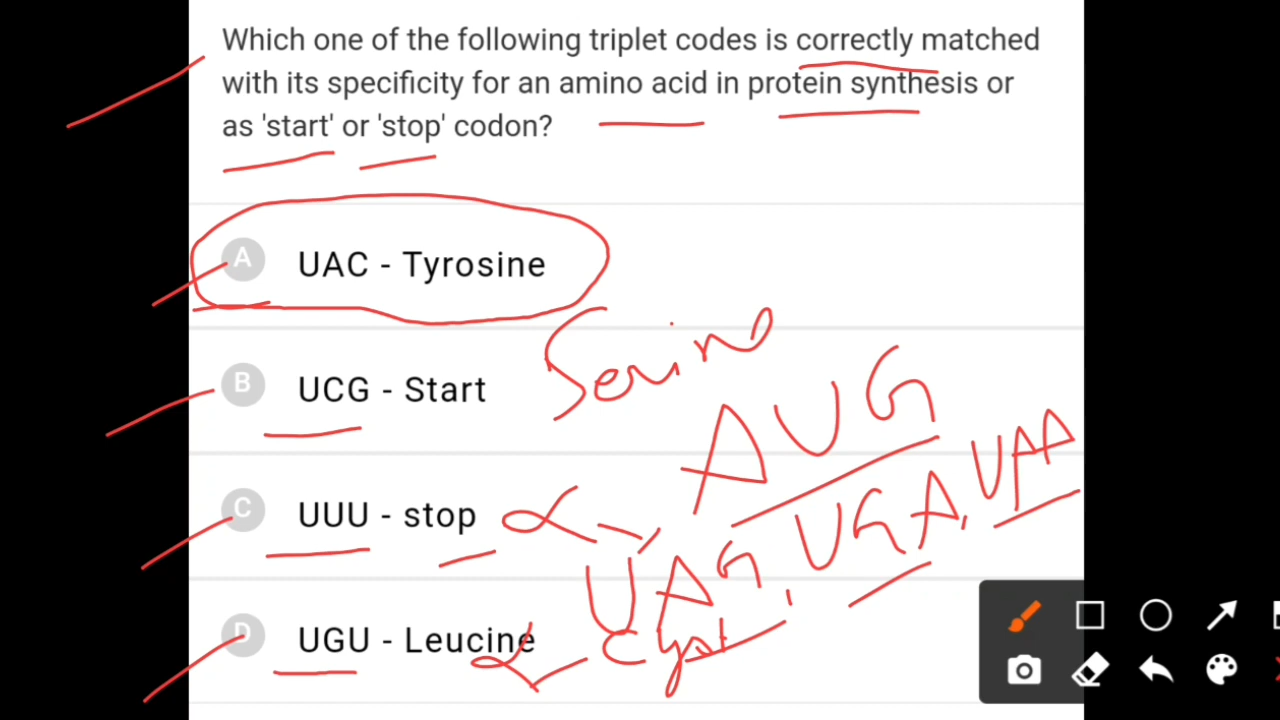 Which one of the following triplet codes is correctly matched
with its specificity for an amino acid in protein synthesis or
as 'start' or 'stop' codon?
A UAC - Tyrosine
Serine
B UCG - Start
AUG
C UUU - stop
UAG, UGA, UAA
D UGU - Leucine
cyst